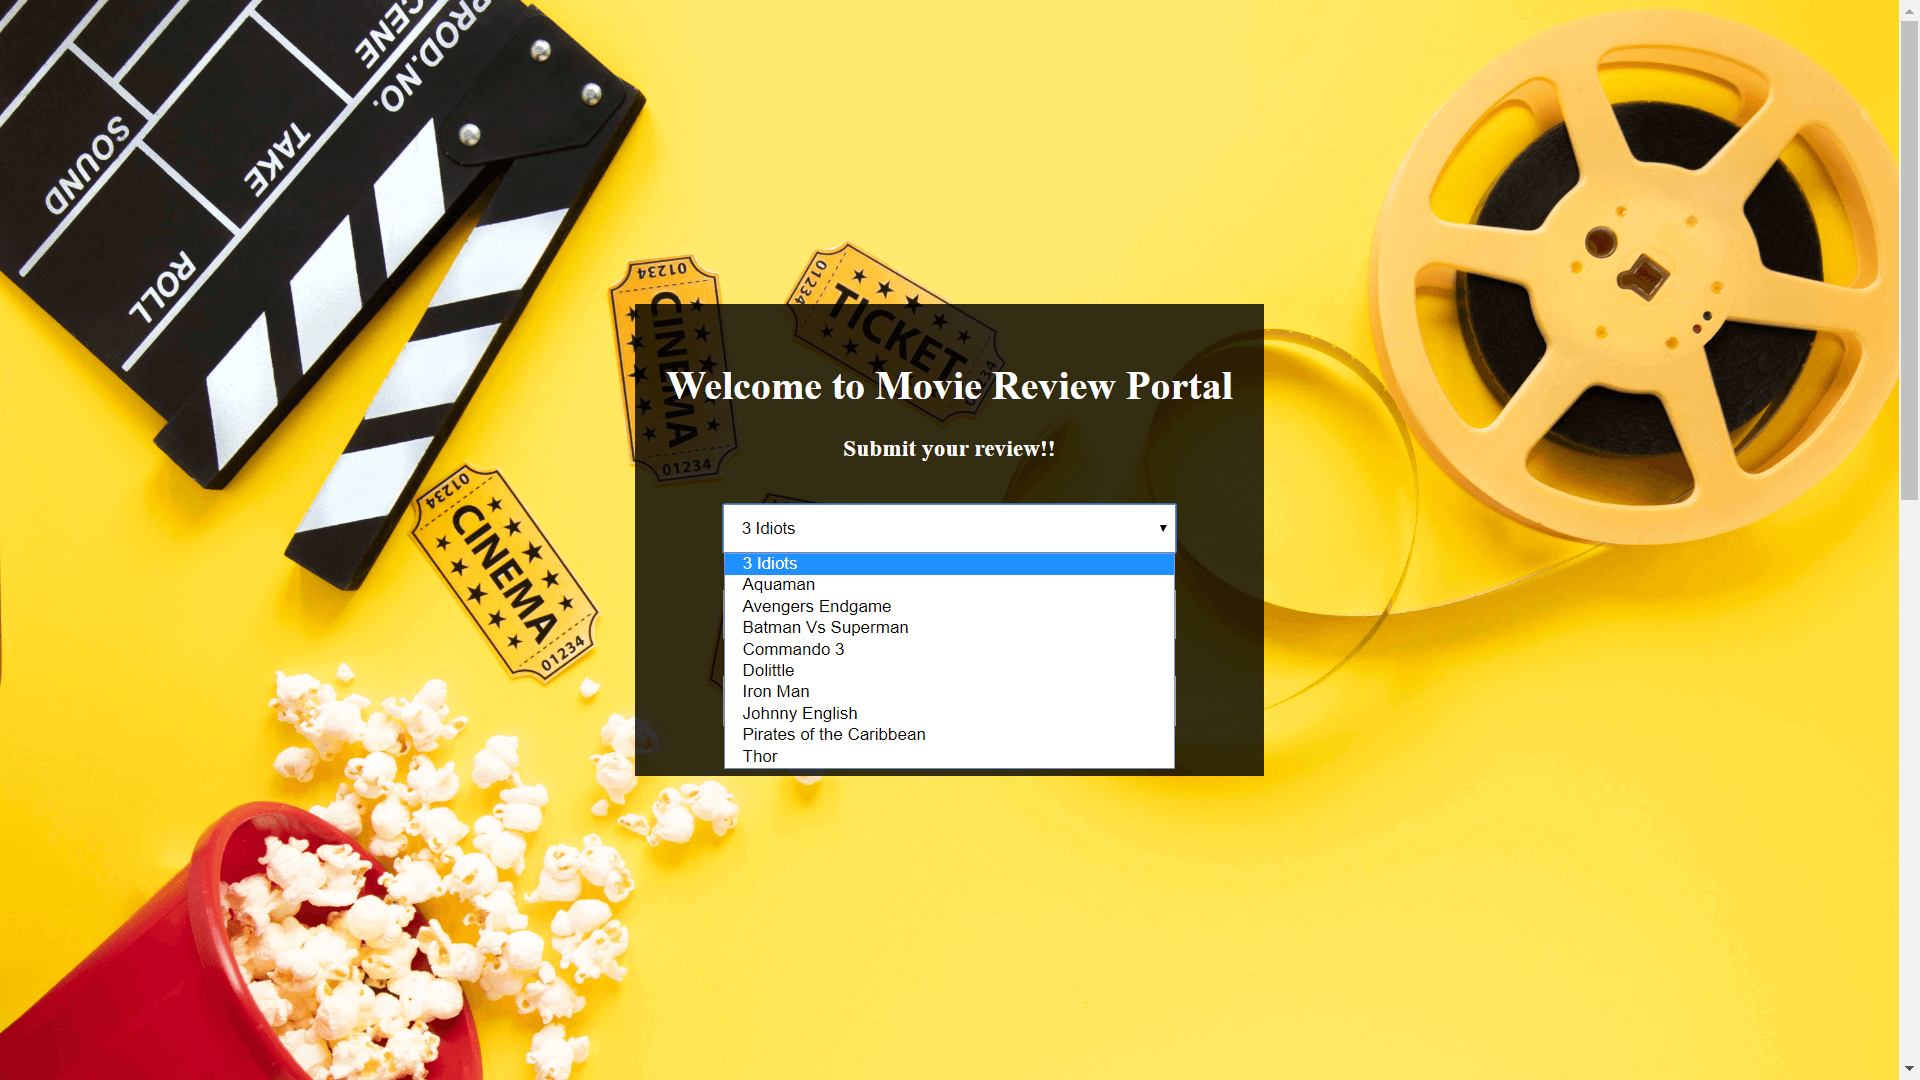 SCENE
PROD.NO.
TAKE
SOUND
ROLL
01234
CINEMA
01234
01234
TICKET
01234
01234
CINEMA
01234
Welcome to Movie Review Portal
Submit your review!!
3 Idiots
3 Idiots
Aquaman
Avengers Endgame
Batman Vs Superman
Commando 3
Dolittle
Iron Man
Johnny English
Pirates of the Caribbean
Thor